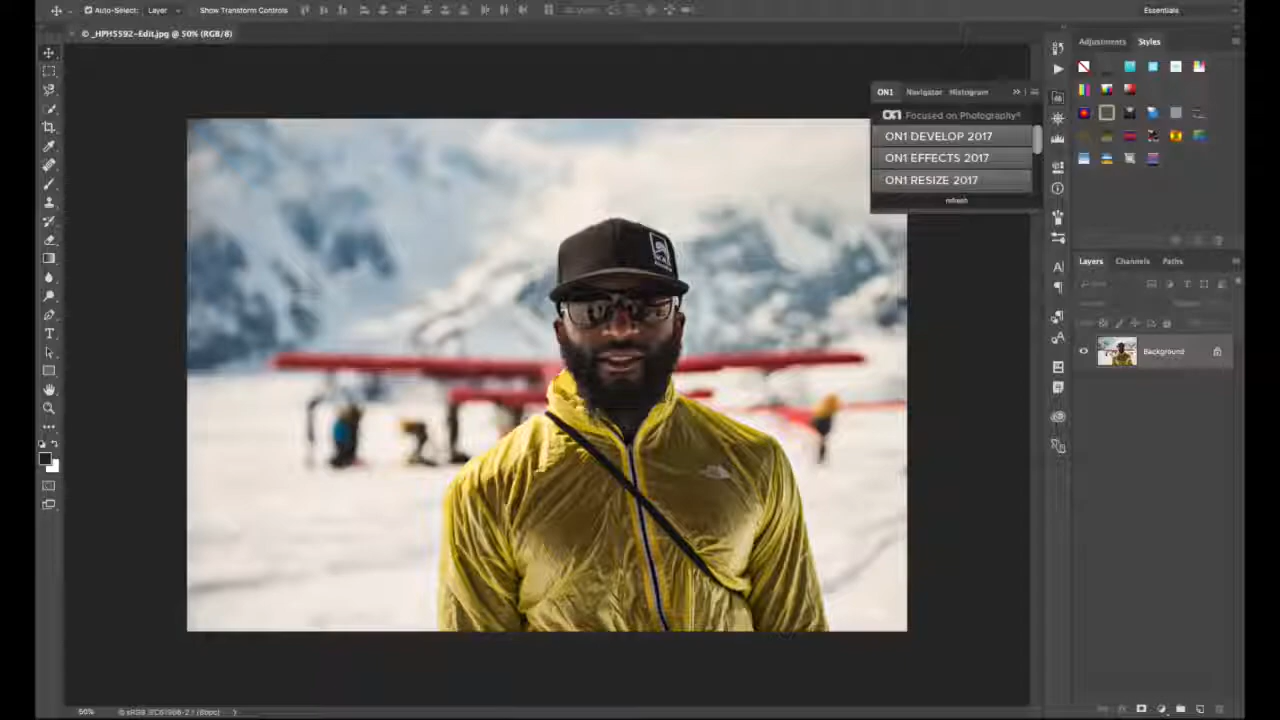 Auto-Select: Layer Show Transform Controls Essentials
© _HPH5592-Edit.jpg @ 50% (RGB/8)
Adjustments Styles
ON1 Navigator Histogram
ON Focused on Photography®
ON1 DEVELOP 2017
ON1 EFFECTS 2017
ON1 RESIZE 2017
refresh
Layers Channels Paths
Background
50%